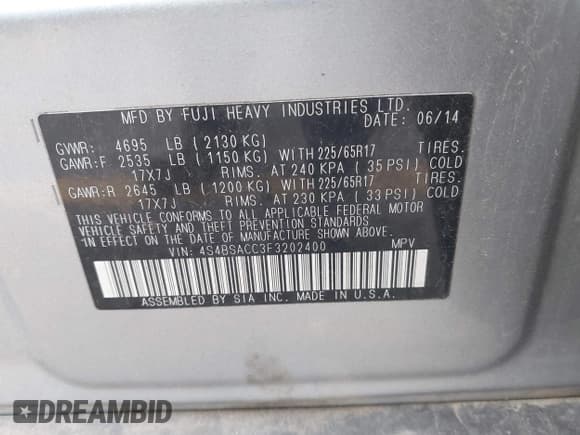 MFD BY FUJI HEAVY INDUSTRIES LTD.
DATE: 06/14
GVWR: 4695 LB (2130 KG)
GAWR:F 2535 LB (1150 KG) WITH 225/65R17 TIRES.
17X7J RIMS. AT 240 KPA (35 PSI) COLD
GAWR:R 2645 LB (1200 KG) WITH 225/65R17 TIRES.
17X7J RIMS. AT 230 KPA (33 PSI) COLD
THIS VEHICLE CONFORMS TO ALL APPLICABLE FEDERAL MOTOR
VEHICLE SAFETY AND THEFT PREVENTION STANDARDS
*IN EFFECT ON THE DATE OF MANUFACTURE SHOWN ABOVE.
VIN: 4S4BSACC3F3202400 MPV
ASSEMBLED BY SIA INC. MADE IN U.S.A.
DREAMBID